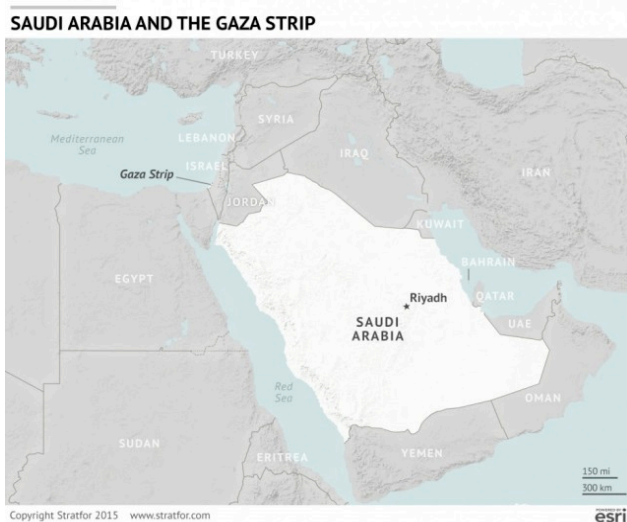 SAUDI ARABIA AND THE GAZA STRIP
TURKEY
Mediterranean
Sea
LEBANON
SYRIA
ISRAEL
Gaza Strip
IRAQ
IRAN
JORDAN
KUWAIT
BAHRAIN
EGYPT
Riyadh
QATAR
SAUDI
ARABIA
UAE
Red
Sea
OMAN
SUDAN
ERITREA
YEMEN
150 mi
300 km
Copyright Stratfor 2015 www.stratfor.com
POWERED BY
esri